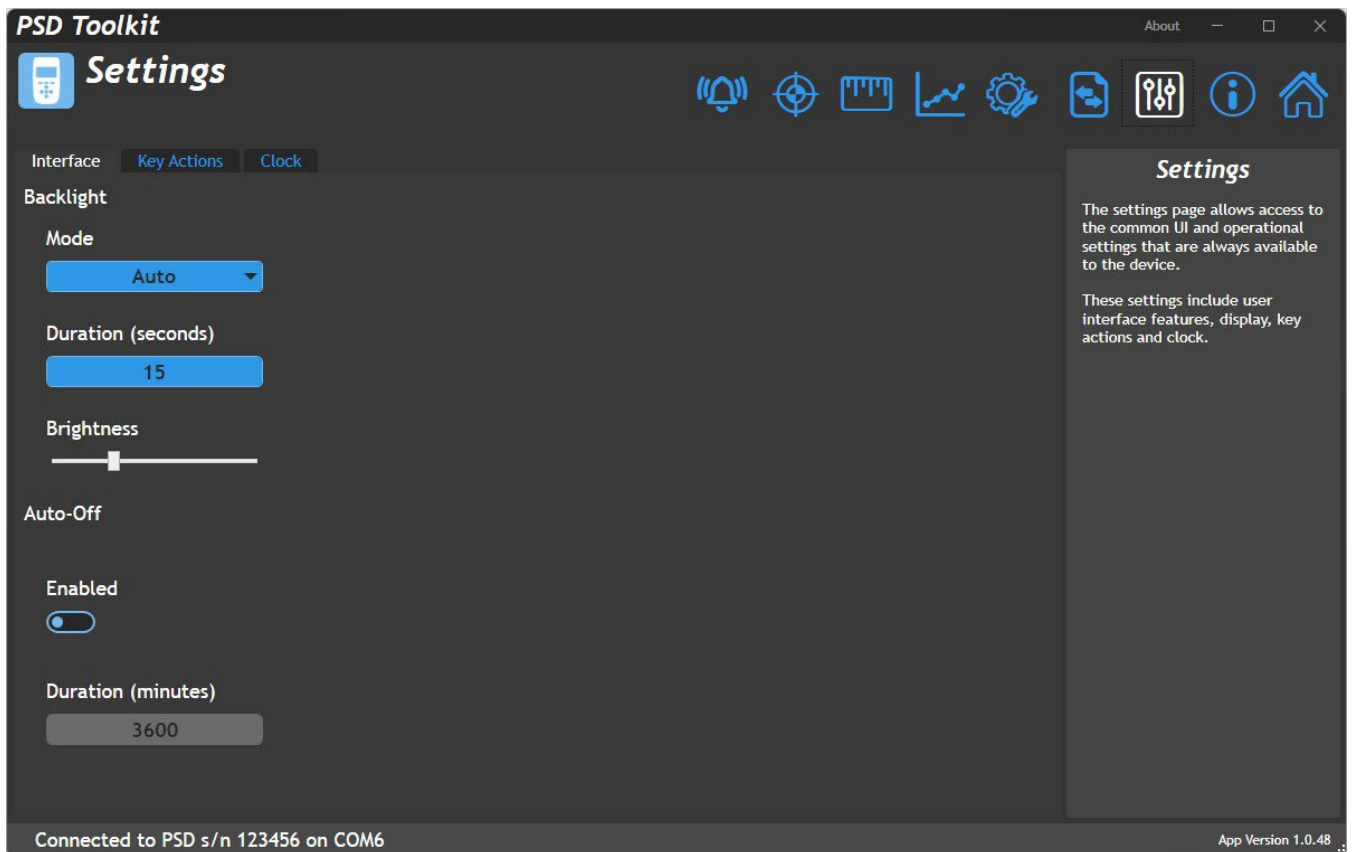 PSD Toolkit
About
Settings
Interface
Key Actions
Clock
Backlight
Mode
Auto
Duration (seconds)
15
Brightness
Auto-Off
Enabled
Duration (minutes)
3600
Settings
The settings page allows access to
the common UI and operational
settings that are always available
to the device.
These settings include user
interface features, display, key
actions and clock.
Connected to PSD s/n 123456 on COM6
App Version 1.0.48